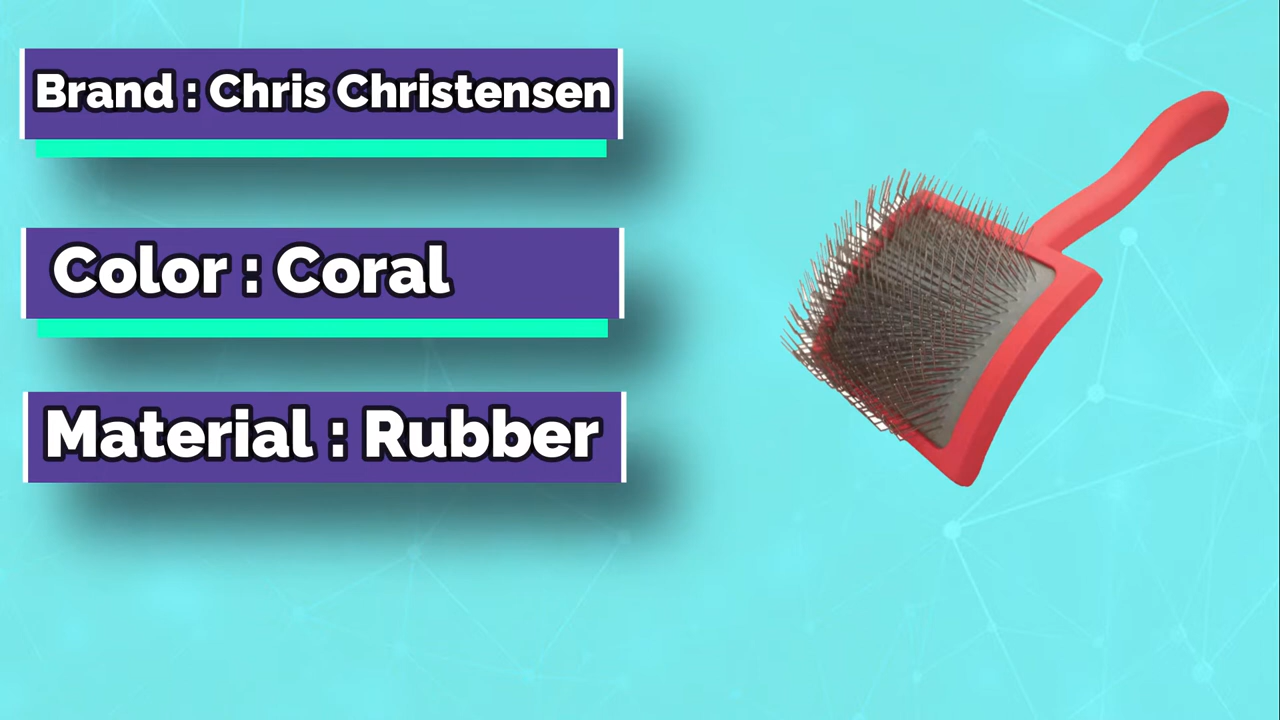 Brand : Chris Christensen
Color : Coral
Material : Rubber